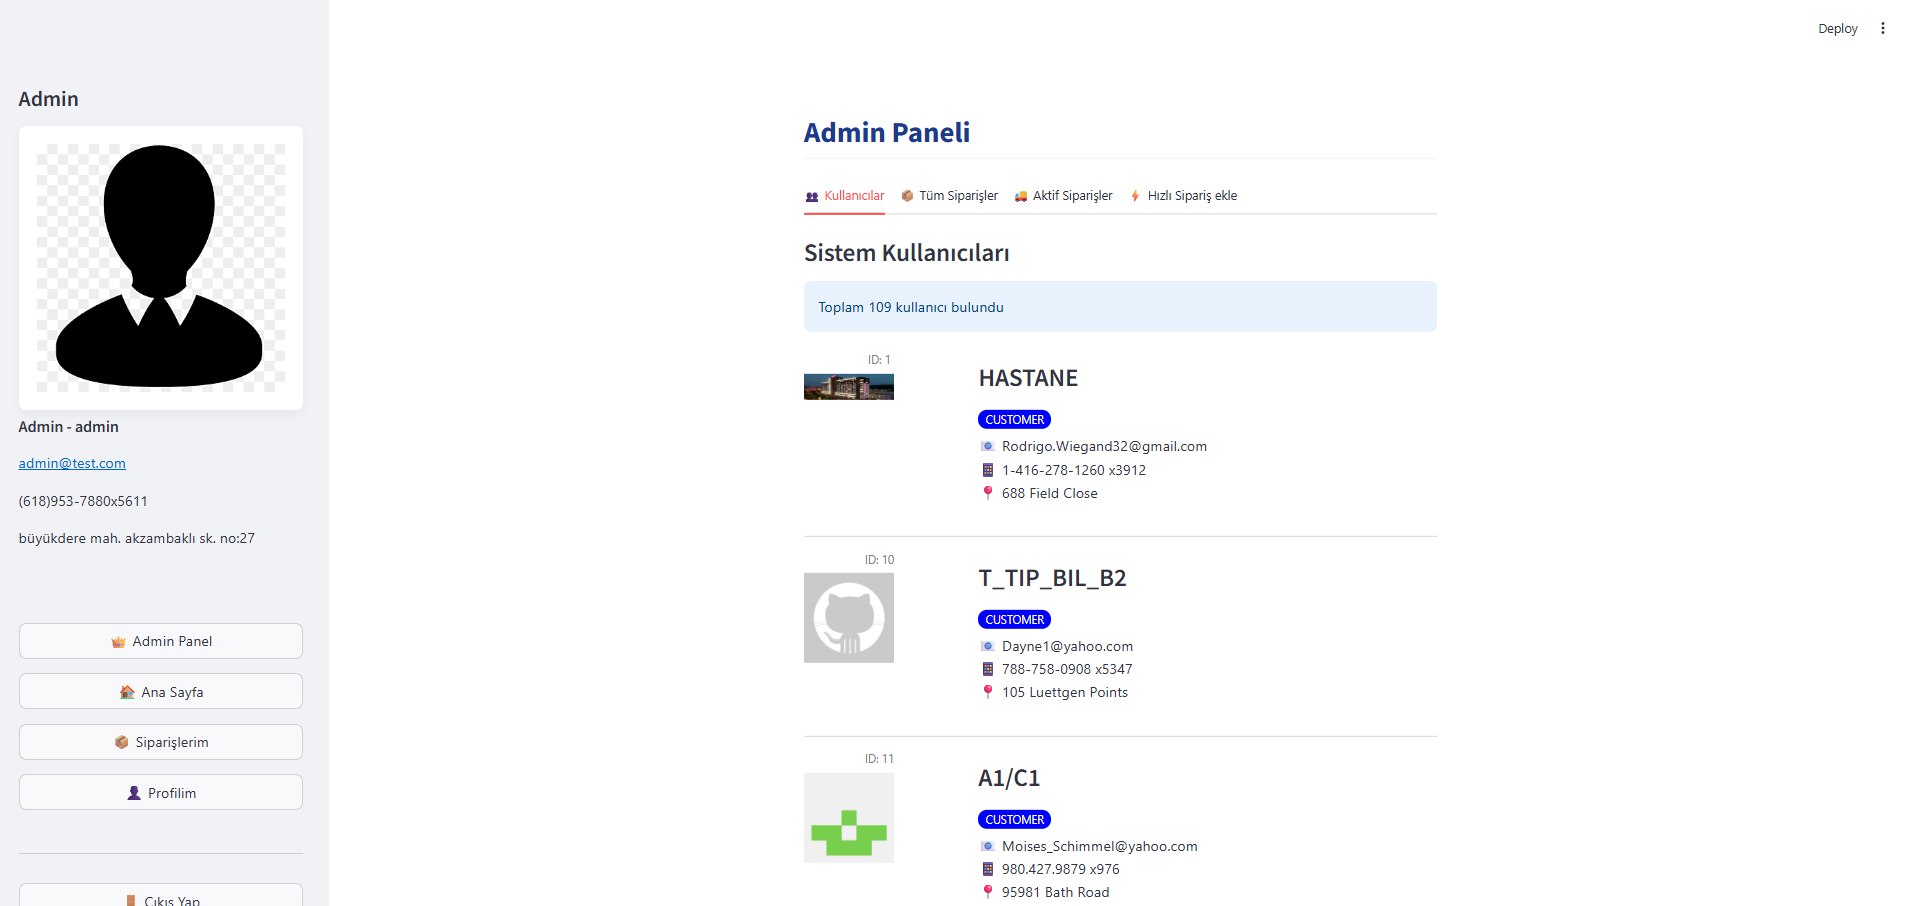 Deploy
Admin
Admin - admin
admin@test.com
(618)953-7880x5611
büyükdere mah. akzambaklı sk. no:27
Admin Panel
Ana Sayfa
Siparişlerim
Profilim
Çıkış Yap
Admin Paneli
Kullanıcılar
Tüm Siparişler
Aktif Siparişler
Hızlı Sipariş ekle
Sistem Kullanıcıları
Toplam 109 kullanıcı bulundu
ID: 1
HASTANE
CUSTOMER
Rodrigo.Wiegand32@gmail.com
1-416-278-1260 x3912
688 Field Close
ID: 10
T_TIP_BIL_B2
CUSTOMER
Dayne1@yahoo.com
788-758-0908 x5347
105 Luettgen Points
ID: 11
A1/C1
CUSTOMER
Moises_Schimmel@yahoo.com
980.427.9879 x976
95981 Bath Road